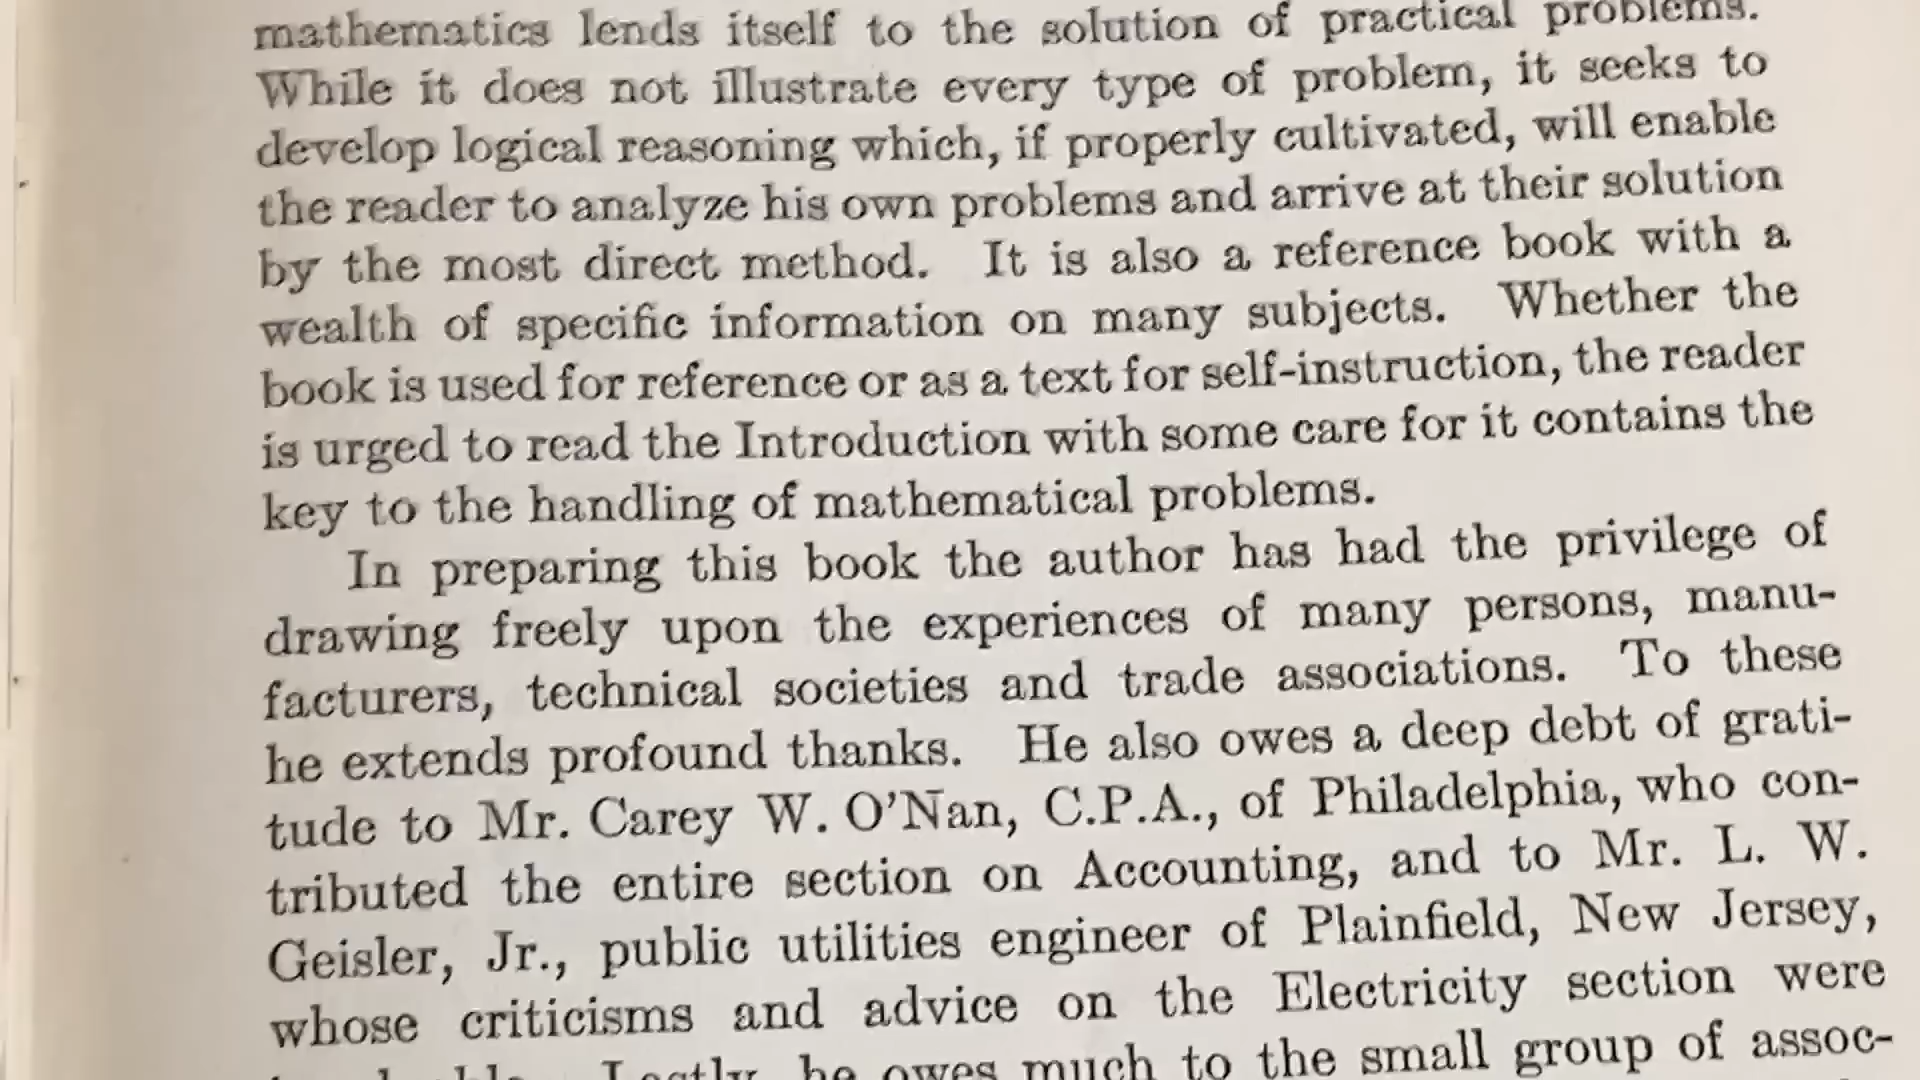 mathematics lends itself to the solution of practical problems.
While it does not illustrate every type of problem, it seeks to
develop logical reasoning which, if properly cultivated, will enable
the reader to analyze his own problems and arrive at their solution
by the most direct method. It is also a reference book with a
wealth of specific information on many subjects. Whether the
book is used for reference or as a text for self-instruction, the reader
is urged to read the Introduction with some care for it contains the
key to the handling of mathematical problems.
In preparing this book the author has had the privilege of
drawing freely upon the experiences of many persons, manu-
facturers, technical societies and trade associations. To these
he extends profound thanks. He also owes a deep debt of grati-
tude to Mr. Carey W. O'Nan, C.P.A., of Philadelphia, who con-
tributed the entire section on Accounting, and to Mr. L. W.
Geisler, Jr., public utilities engineer of Plainfield, New Jersey,
whose criticisms and advice on the Electricity section were
Lastly, he owes much to the small group of assoc-